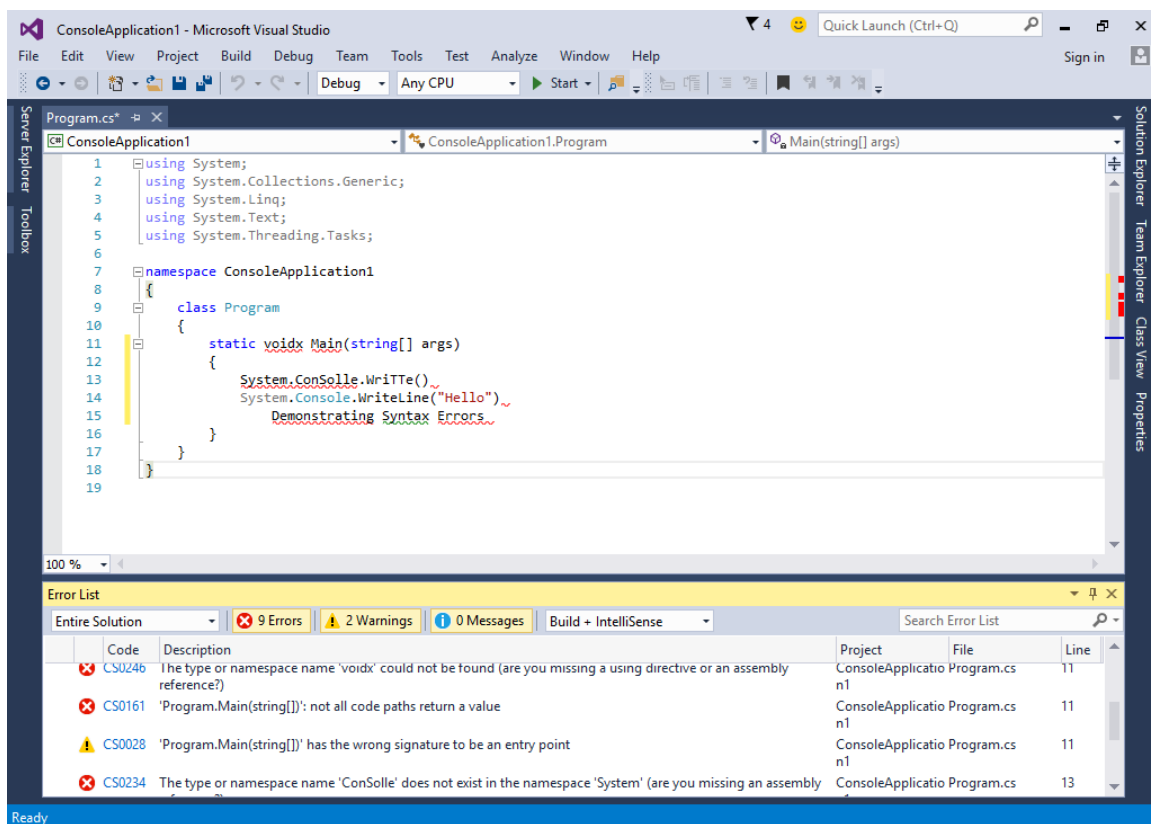 ConsoleApplication1 - Microsoft Visual Studio
4
Quick Launch (Ctrl+Q)
File Edit View Project Build Debug Team Tools Test Analyze Window Help
Sign in
Debug Any CPU Start
Server Explorer
Toolbox
Program.cs*
ConsoleApplication1
ConsoleApplication1.Program
Main(string[] args)
1 using System;
2 using System.Collections.Generic;
3 using System.Linq;
4 using System.Text;
5 using System.Threading.Tasks;
6
7 namespace ConsoleApplication1
8 {
9 class Program
10 {
11 static voidx Main(string[] args)
12 {
13 System.ConSolle.WriTTe()
14 System.Console.WriteLine("Hello")
15 Demonstrating Syntax Errors
16 }
17 }
18 }
19
100 %
Solution Explorer
Team Explorer
Class View
Properties
Error List
Entire Solution 9 Errors 2 Warnings 0 Messages Build + IntelliSense Search Error List
Code Description Project File Line
CS0246 The type or namespace name 'voidx' could not be found (are you missing a using directive or an assembly ConsoleApplicatio Program.cs 11
reference?) n1
CS0161 'Program.Main(string[])': not all code paths return a value ConsoleApplicatio Program.cs 11
n1
CS0028 'Program.Main(string[])' has the wrong signature to be an entry point ConsoleApplicatio Program.cs 11
n1
CS0234 The type or namespace name 'ConSolle' does not exist in the namespace 'System' (are you missing an assembly ConsoleApplicatio Program.cs 13
Ready